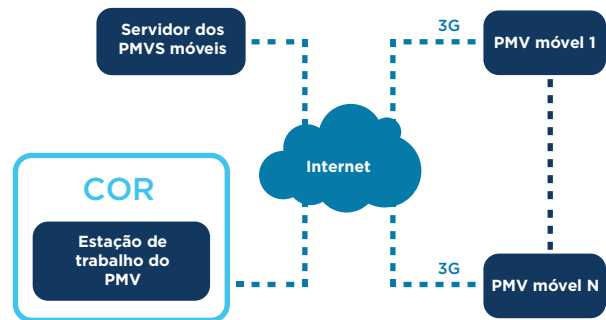 Servidor dos
PMVS móveis
3G
PMV móvel 1
Internet
COR
Estação de
trabalho do
PMV
3G
PMV móvel N